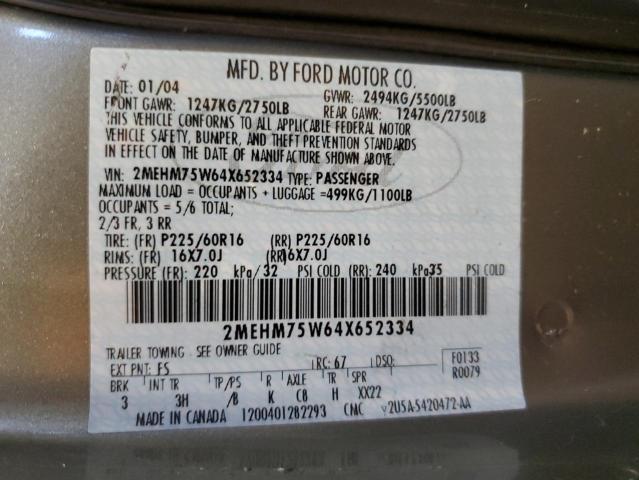 MFD. BY FORD MOTOR CO.
DATE: 01/04 GVWR: 2494KG/5500LB
FRONT GAWR: 1247KG/2750LB REAR GAWR: 1247KG/2750LB
THIS VEHICLE CONFORMS TO ALL APPLICABLE FEDERAL MOTOR
VEHICLE SAFETY, BUMPER, AND THEFT PREVENTION STANDARDS
IN EFFECT ON THE DATE OF MANUFACTURE SHOWN ABOVE.
VIN: 2MEHM75W64X652334 TYPE: PASSENGER
MAXIMUM LOAD = OCCUPANTS + LUGGAGE =499KG/1100LB
OCCUPANTS = 5/6 TOTAL;
2/3 FR, 3 RR
TIRE: (FR) P225/60R16 (RR) P225/60R16
RIMS: (FR) 16X7.0J (RR)16X7.0J
PRESSURE (FR): 220 kPa/ 32 PSI COLD (RR): 240 kPa/35 PSI COLD
2MEHM75W64X652334
TRAILER TOWING - SEE OWNER GUIDE
EXT PNT: FS RC: 67 DSO: F0133
R0079
BRK INT TR TP/PS R AXLE TR SPR
3 3H /B K C8 H XX22
MADE IN CANADA 1200401282293 CMC V2U5A-5420472-AA